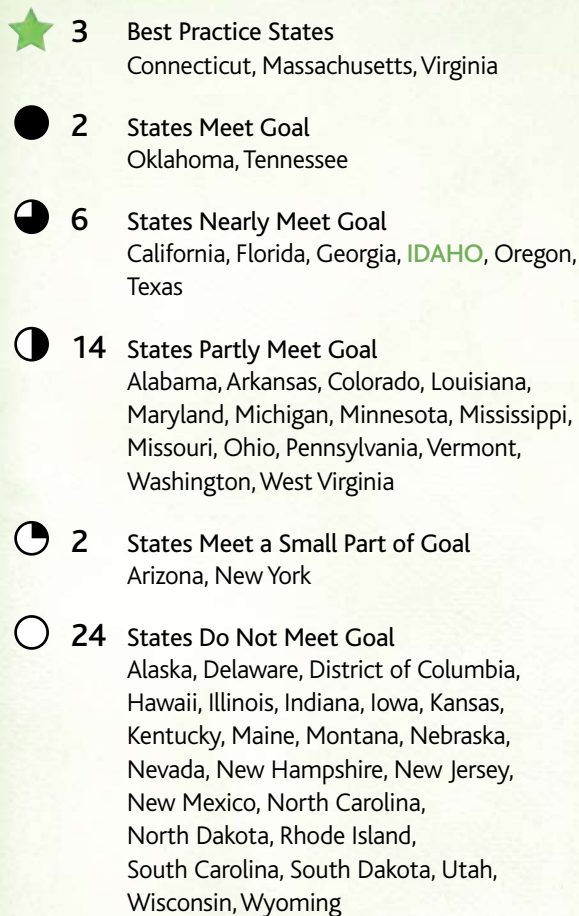 3 Best Practice States
Connecticut, Massachusetts, Virginia
2 States Meet Goal
Oklahoma, Tennessee
6 States Nearly Meet Goal
California, Florida, Georgia, IDAHO, Oregon,
Texas
14 States Partly Meet Goal
Alabama, Arkansas, Colorado, Louisiana,
Maryland, Michigan, Minnesota, Mississippi,
Missouri, Ohio, Pennsylvania, Vermont,
Washington, West Virginia
2 States Meet a Small Part of Goal
Arizona, New York
24 States Do Not Meet Goal
Alaska, Delaware, District of Columbia,
Hawaii, Illinois, Indiana, Iowa, Kansas,
Kentucky, Maine, Montana, Nebraska,
Nevada, New Hampshire, New Jersey,
New Mexico, North Carolina,
North Dakota, Rhode Island,
South Carolina, South Dakota, Utah,
Wisconsin, Wyoming